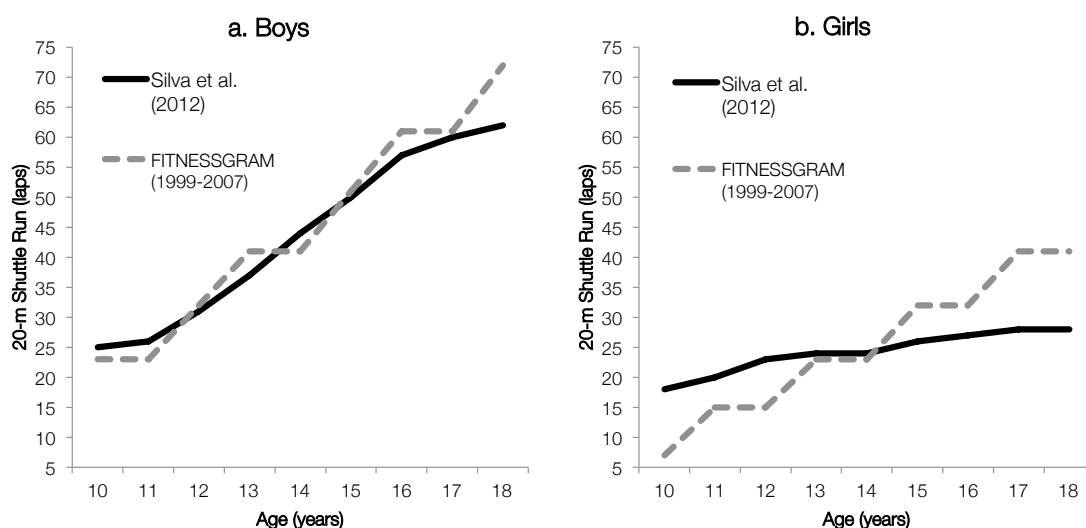 a. Boys
75
70
65
60
55
50
45
40
35
30
25
20
15
10
5
20-m Shuttle Run (laps)
Silva et al.
(2012)
FITNESSGRAM
(1999-2007)
10 11 12 13 14 15 16 17 18
Age (years)
b. Girls
75
70
65
60
55
50
45
40
35
30
25
20
15
10
5
20-m Shuttle Run (laps)
Silva et al.
(2012)
FITNESSGRAM
(1999-2007)
10 11 12 13 14 15 16 17 18
Age (years)